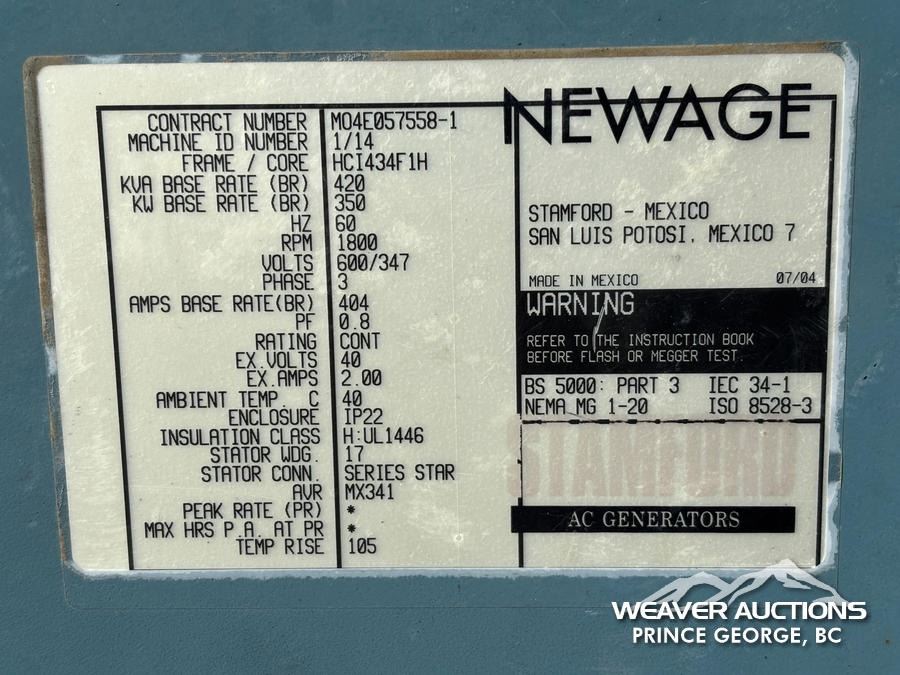 NEWAGE
CONTRACT NUMBER M04E057558-1
MACHINE ID NUMBER 1/14
FRAME / CORE HCI434F1H
KVA BASE RATE (BR) 420
KW BASE RATE (BR) 350
HZ 60
RPM 1800
VOLTS 600/347
PHASE 3
AMPS BASE RATE(BR) 404
PF 0.8
RATING CONT
EX.VOLTS 40
EX.AMPS 2.00
AMBIENT TEMP. C 40
ENCLOSURE IP22
INSULATION CLASS H:UL1446
STATOR WDG. 17
STATOR CONN. SERIES STAR
AVR MX341
PEAK RATE (PR) *
MAX HRS P.A. AT PR *
TEMP RISE 105
STAMFORD - MEXICO
SAN LUIS POTOSI, MEXICO 7
MADE IN MEXICO 07/04
WARNING
REFER TO THE INSTRUCTION BOOK
BEFORE FLASH OR MEGGER TEST.
BS 5000: PART 3 IEC 34-1
NEMA MG 1-20 ISO 8528-3
STAMFORD
AC GENERATORS
WEAVER AUCTIONS
PRINCE GEORGE, BC